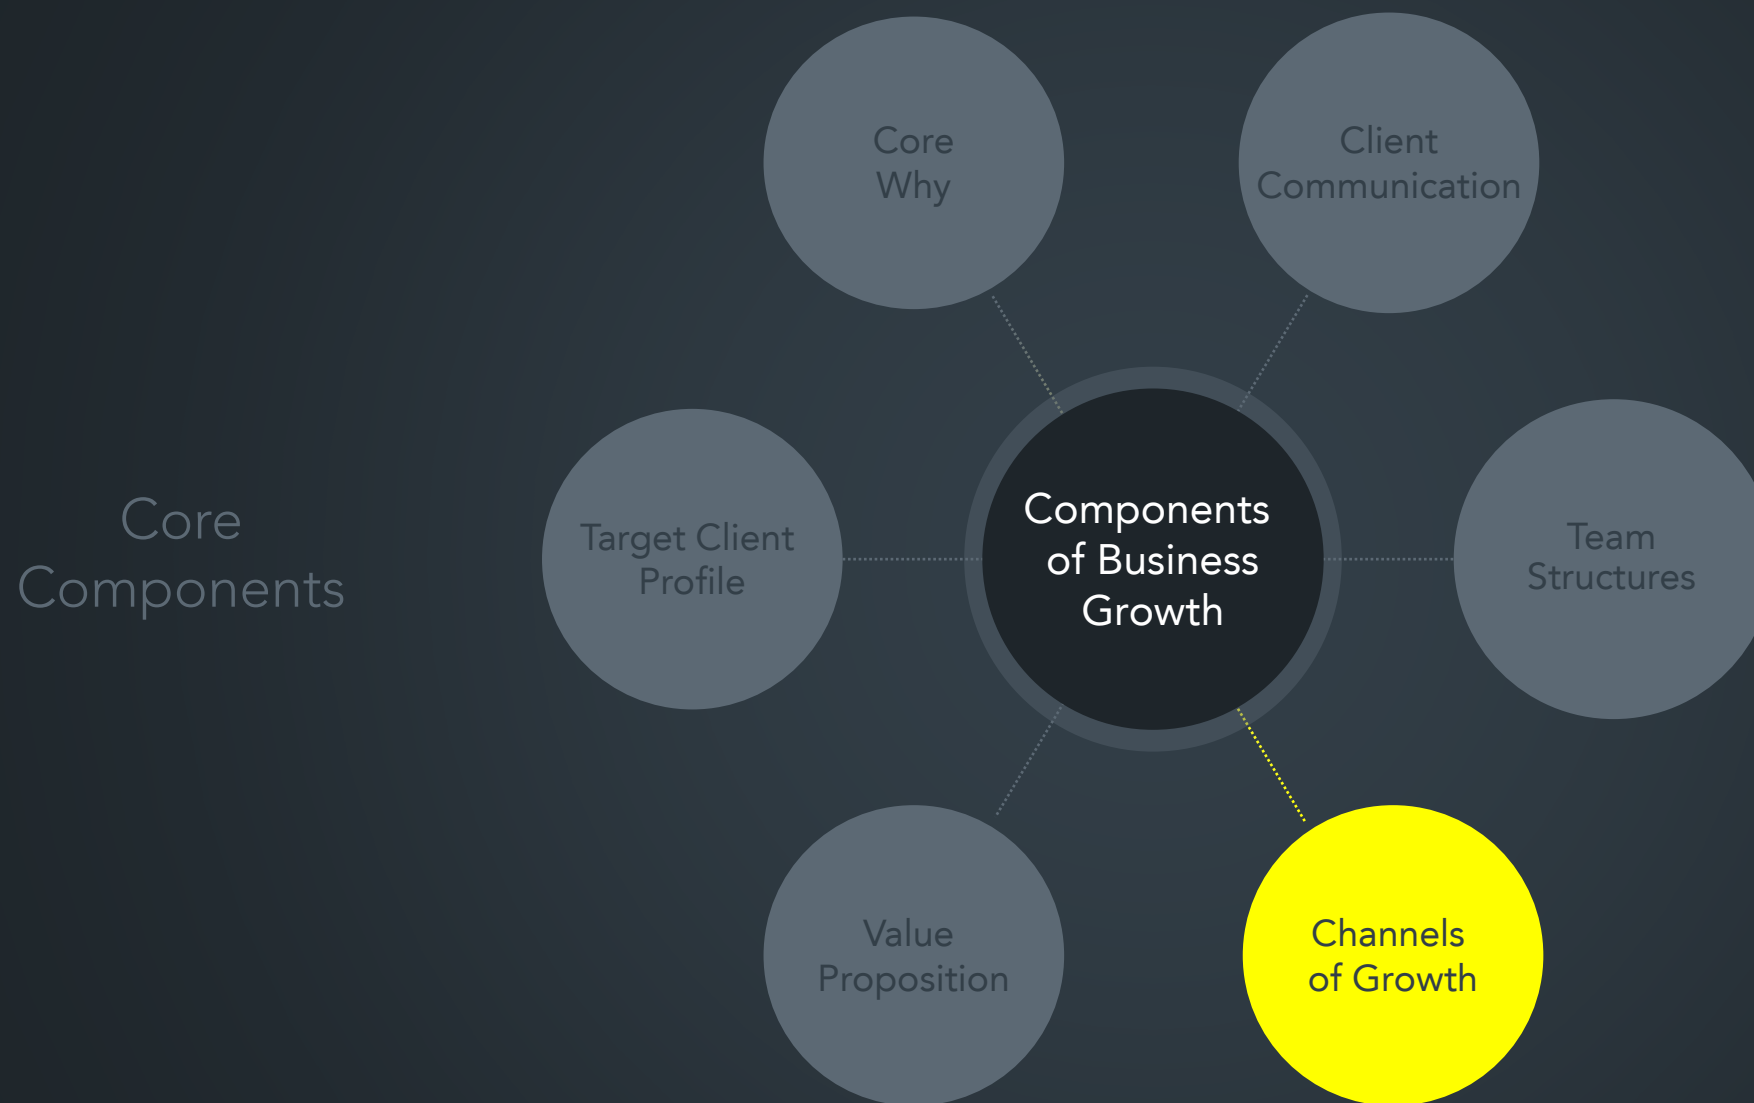 Core
Why
Client
Communication
Core
Components
Target Client
Profile
Components
of Business
Growth
Team
Structures
Value
Proposition
Channels
of Growth